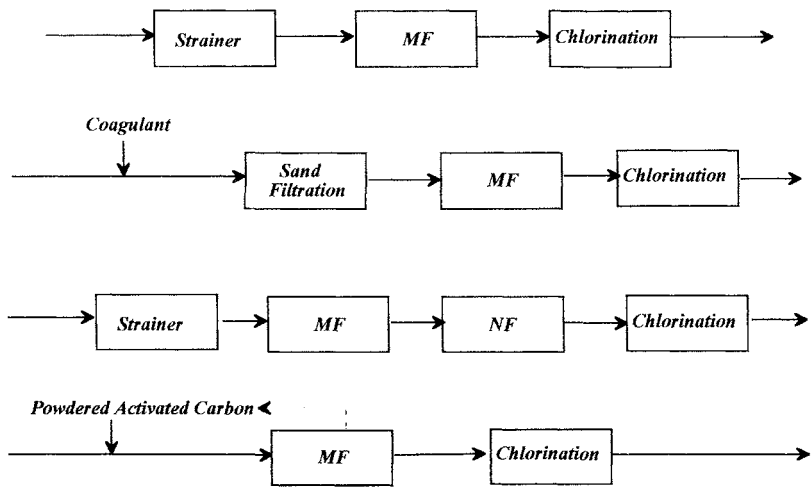 Strainer
MF
Chlorination
Coagulant
Sand
Filtration
MF
Chlorination
Strainer
MF
NF
Chlorination
Powdered Activated Carbon
MF
Chlorination